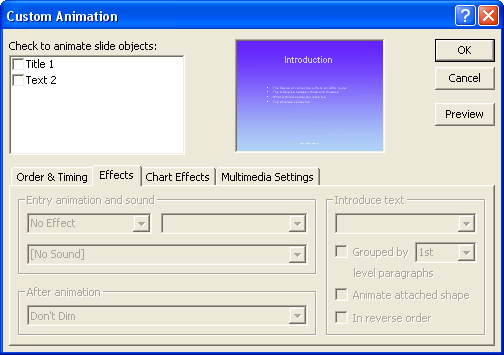 Custom Animation
Check to animate slide objects:
Title 1
Text 2
Introduction
OK
Cancel
Preview
Order & Timing
Effects
Chart Effects
Multimedia Settings
Entry animation and sound
No Effect
[No Sound]
After animation
Don't Dim
Introduce text
Grouped by 1st
level paragraphs
Animate attached shape
In reverse order